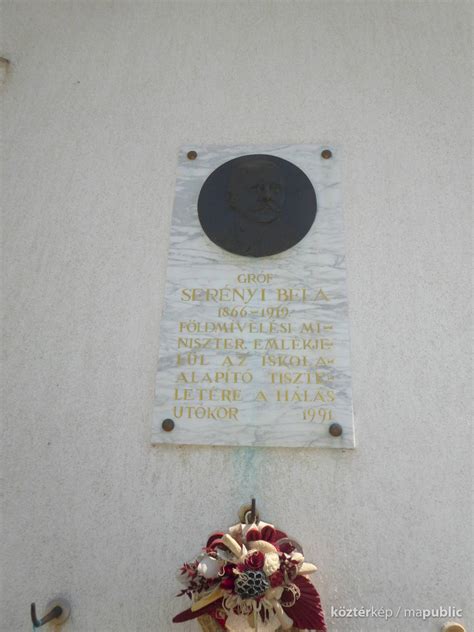 GRÓF
SERÉNYI BÉLA
1866-1919
FÖLDMIVELÉSI MI-
NISZTER EMLÉKJE-
LÜL AZ ISKOLA-
ALAPÍTÓ TISZTE-
LETÉRE A HÁLÁS
UTÓKOR 1991
köztérkép / mapublic